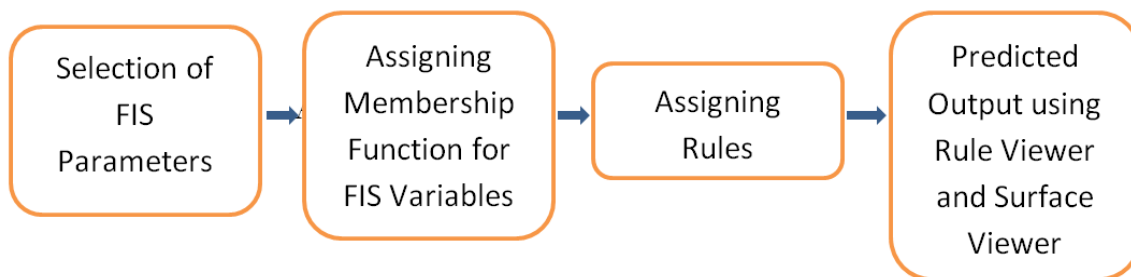 Selection of
FIS
Parameters
Assigning
Membership
Function for
FIS Variables
Assigning
Rules
Predicted
Output using
Rule Viewer
and Surface
Viewer